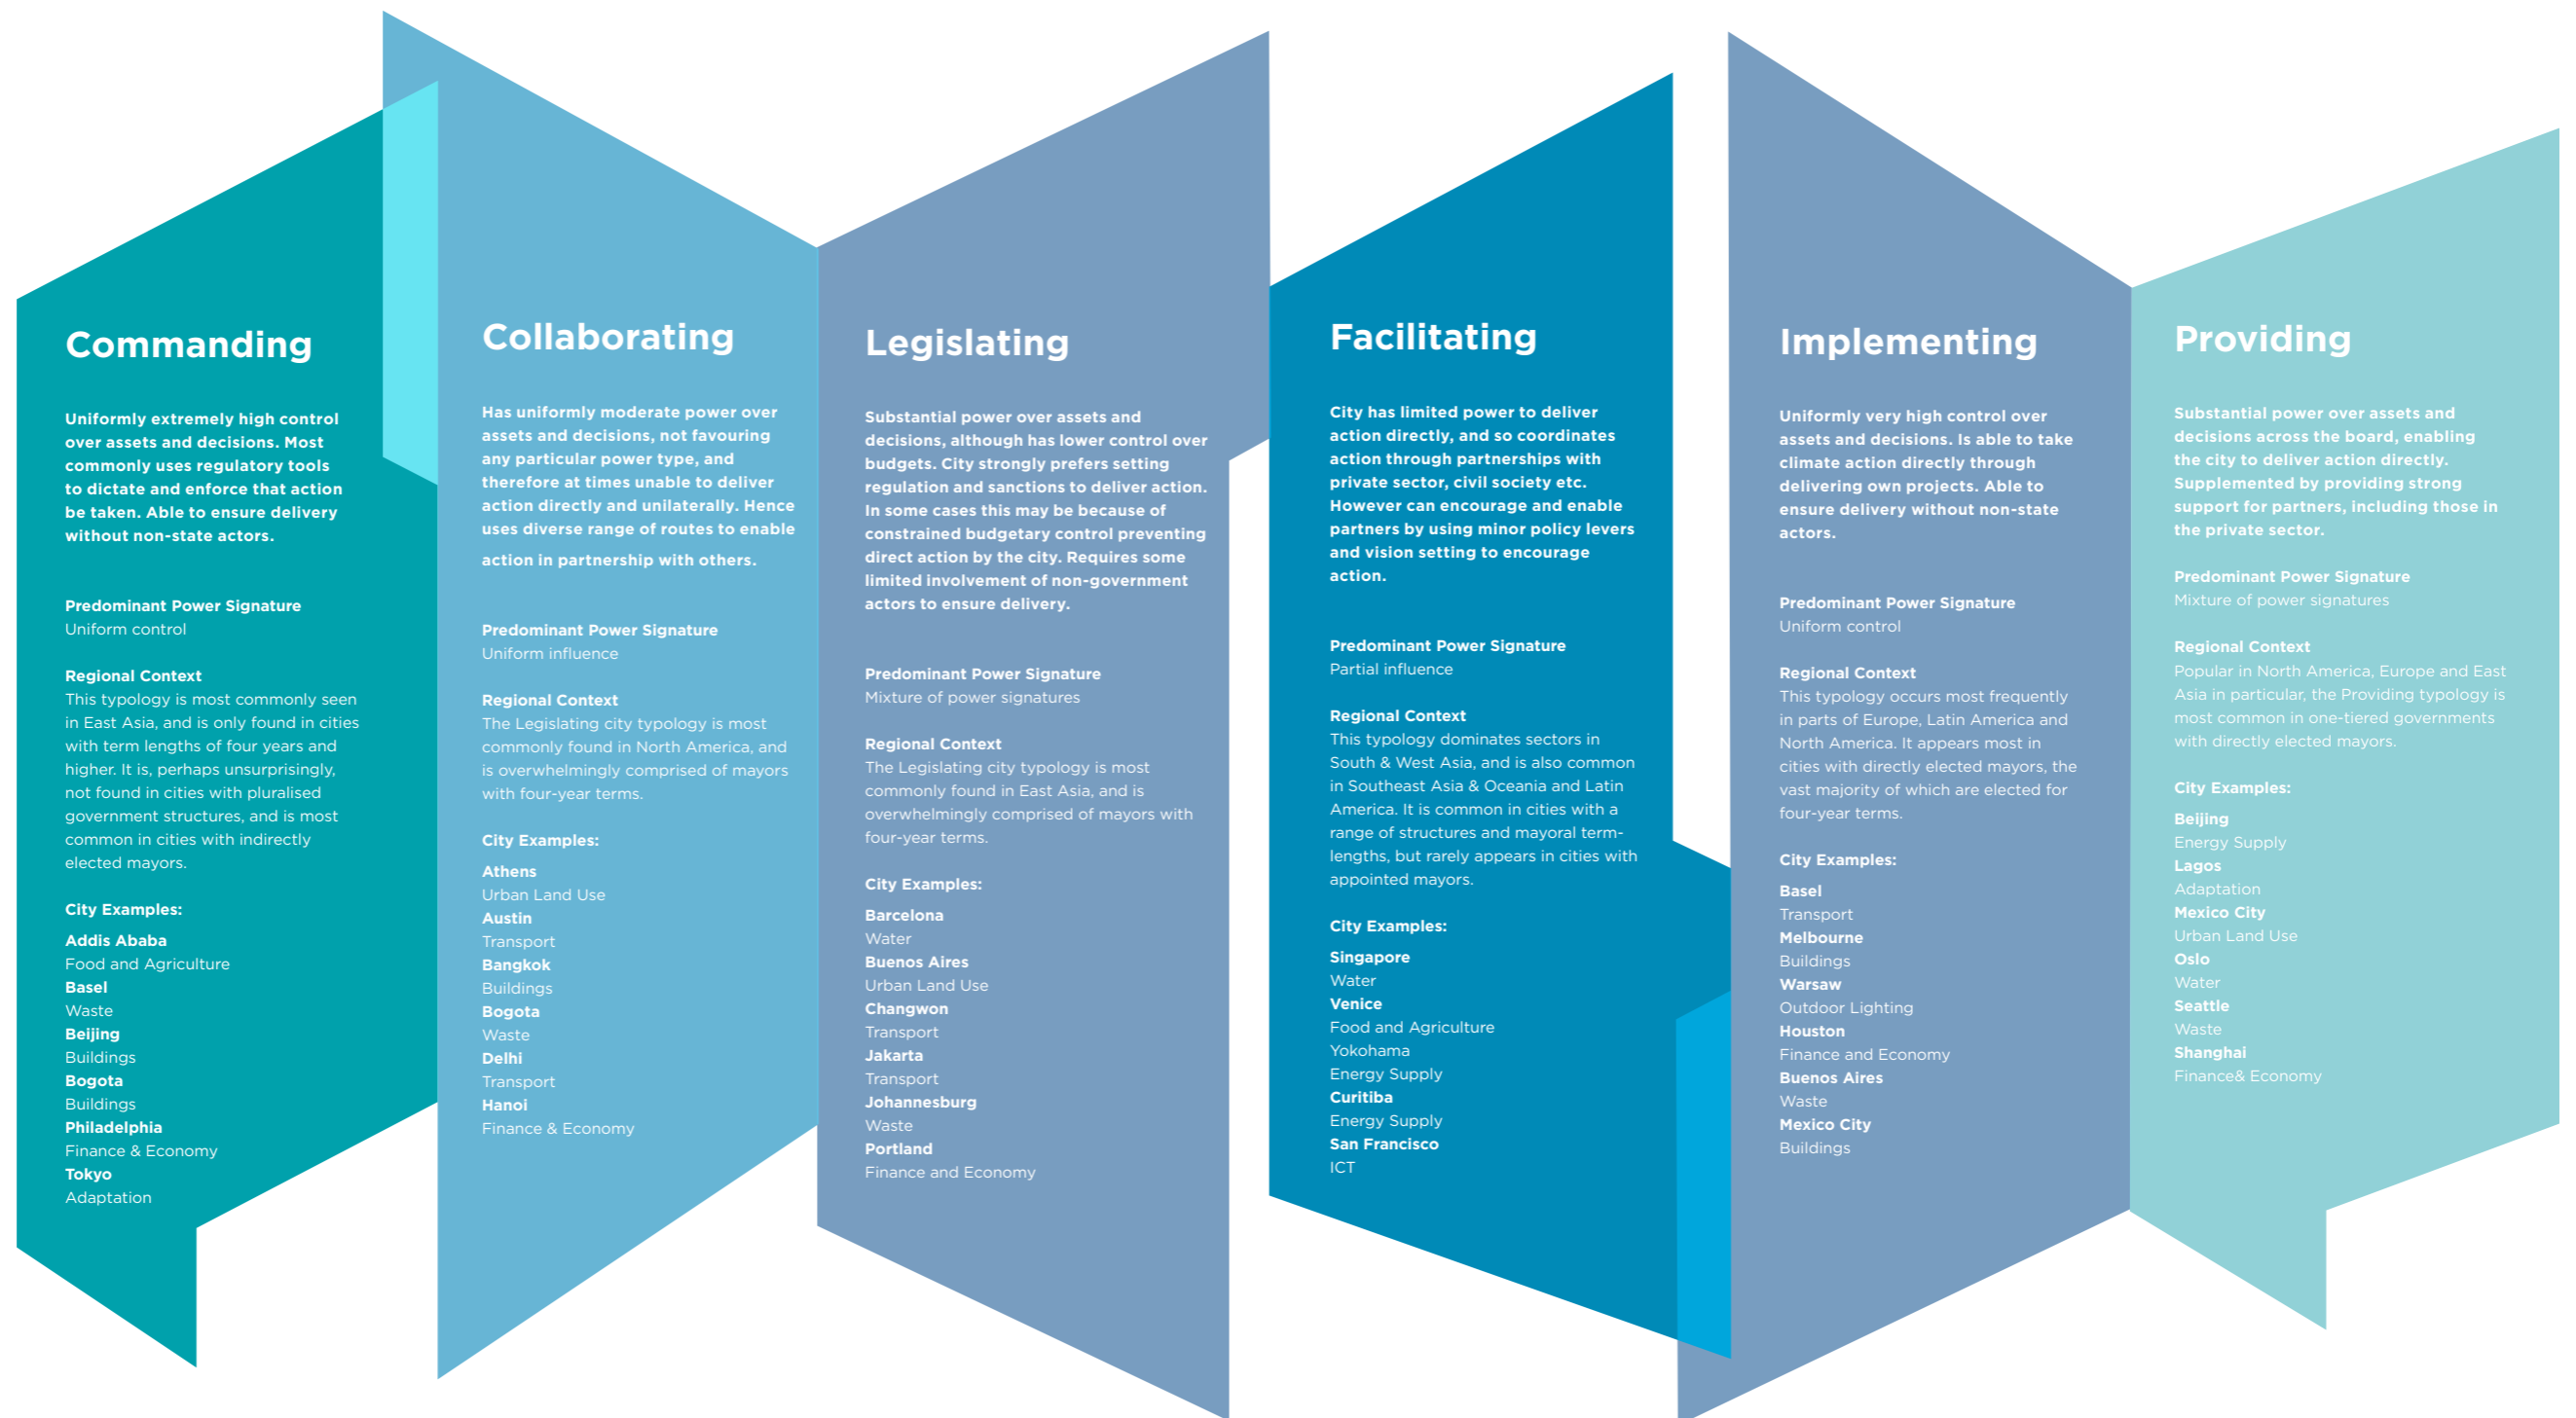 Commanding
Uniformly extremely high control
over assets and decisions. Most
commonly uses regulatory tools
to dictate and enforce that action
be taken. Able to ensure delivery
without non-state actors.
Predominant Power Signature
Uniform control
Regional Context
This typology is most commonly seen
in East Asia, and is only found in cities
with term lengths of four years and
higher. It is, perhaps unsurprisingly,
not found in cities with pluralised
government structures, and is most
common in cities with indirectly
elected mayors.
City Examples:
Addis Ababa
Food and Agriculture
Basel
Waste
Beijing
Buildings
Bogota
Buildings
Philadelphia
Finance & Economy
Tokyo
Adaptation
Collaborating
Has uniformly moderate power over
assets and decisions, not favouring
any particular power type, and
therefore at times unable to deliver
action directly and unilaterally. Hence
uses diverse range of routes to enable
action in partnership with others.
Predominant Power Signature
Uniform influence
Regional Context
The Legislating city typology is most
commonly found in North America, and
is overwhelmingly comprised of mayors
with four-year terms.
City Examples:
Athens
Urban Land Use
Austin
Transport
Bangkok
Buildings
Bogota
Waste
Delhi
Transport
Hanoi
Finance & Economy
Legislating
Substantial power over assets and
decisions, although has lower control over
budgets. City strongly prefers setting
regulation and sanctions to deliver action.
In some cases this may be because of
constrained budgetary control preventing
direct action by the city. Requires some
limited involvement of non-government
actors to ensure delivery.
Predominant Power Signature
Mixture of power signatures
Regional Context
The Legislating city typology is most
commonly found in East Asia, and is
overwhelmingly comprised of mayors with
four-year terms.
City Examples:
Barcelona
Water
Buenos Aires
Urban Land Use
Changwon
Transport
Jakarta
Transport
Johannesburg
Waste
Portland
Finance and Economy
Facilitating
City has limited power to deliver
action directly, and so coordinates
action through partnerships with
private sector, civil society etc.
However can encourage and enable
partners by using minor policy levers
and vision setting to encourage
action.
Predominant Power Signature
Partial influence
Regional Context
This typology dominates sectors in
South & West Asia, and is also common
in Southeast Asia & Oceania and Latin
America. It is common in cities with a
range of structures and mayoral term-
lengths, but rarely appears in cities with
appointed mayors.
City Examples:
Singapore
Water
Venice
Food and Agriculture
Yokohama
Energy Supply
Curitiba
Energy Supply
San Francisco
ICT
Implementing
Uniformly very high control over
assets and decisions. Is able to take
climate action directly through
delivering own projects. Able to
ensure delivery without non-state
actors.
Predominant Power Signature
Uniform control
Regional Context
This typology occurs most frequently
in parts of Europe, Latin America and
North America. It appears most in
cities with directly elected mayors, the
vast majority of which are elected for
four-year terms.
City Examples:
Basel
Transport
Melbourne
Buildings
Warsaw
Outdoor Lighting
Houston
Finance and Economy
Buenos Aires
Waste
Mexico City
Buildings
Providing
Substantial power over assets and
decisions across the board, enabling
the city to deliver action directly.
Supplemented by providing strong
support for partners, including those in
the private sector.
Predominant Power Signature
Mixture of power signatures
Regional Context
Popular in North America, Europe and East
Asia in particular, the Providing typology is
most common in one-tiered governments
with directly elected mayors.
City Examples:
Beijing
Energy Supply
Lagos
Adaptation
Mexico City
Urban Land Use
Oslo
Water
Seattle
Waste
Shanghai
Finance& Economy